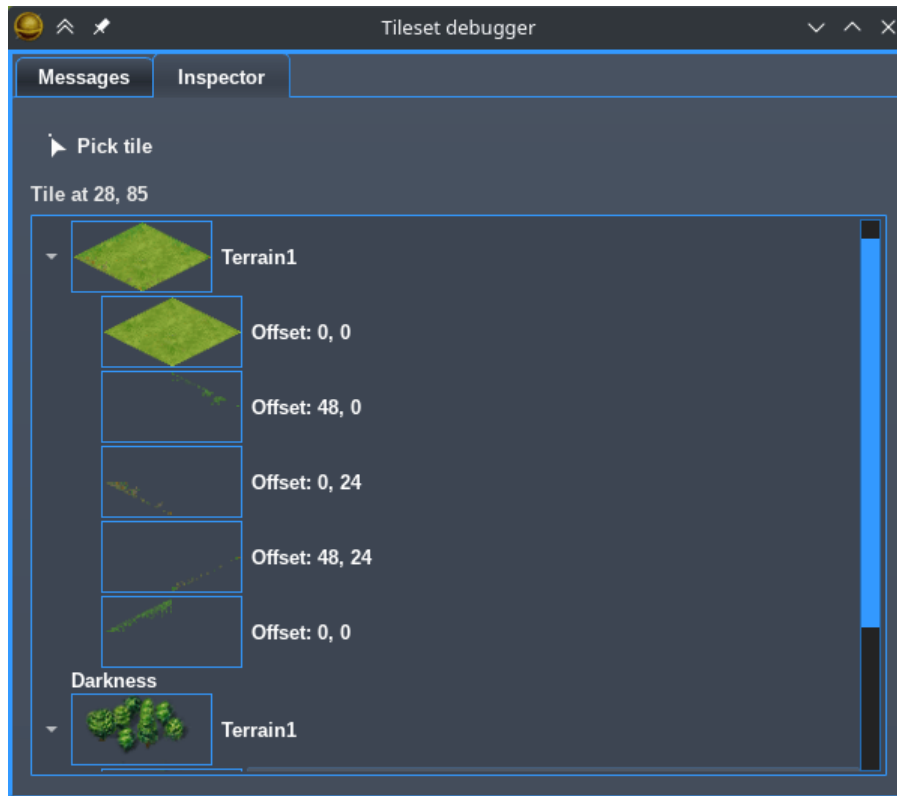 Tileset debugger
Messages Inspector
Pick tile
Tile at 28, 85
Terrain1
Offset: 0, 0
Offset: 48, 0
Offset: 0, 24
Offset: 48, 24
Offset: 0, 0
Darkness
Terrain1